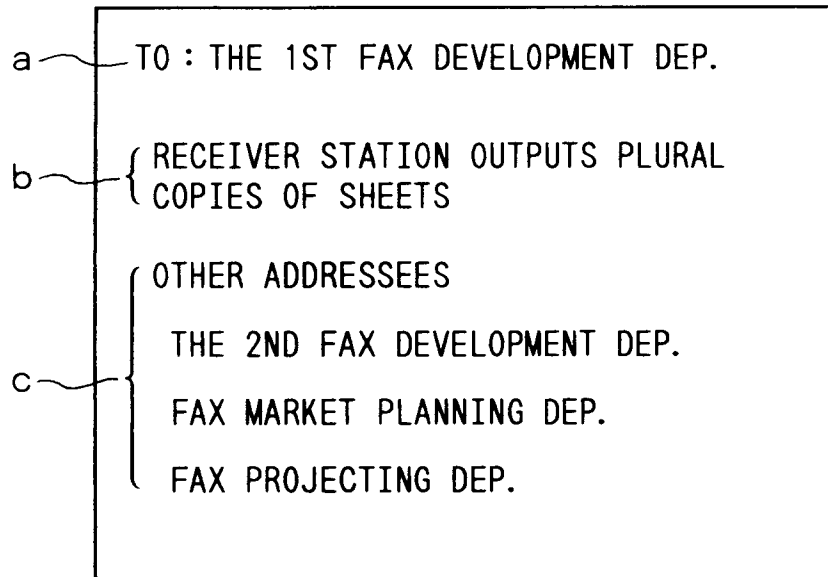 a TO : THE 1ST FAX DEVELOPMENT DEP.
b RECEIVER STATION OUTPUTS PLURAL
COPIES OF SHEETS
OTHER ADDRESSEES
THE 2ND FAX DEVELOPMENT DEP.
c FAX MARKET PLANNING DEP.
FAX PROJECTING DEP.